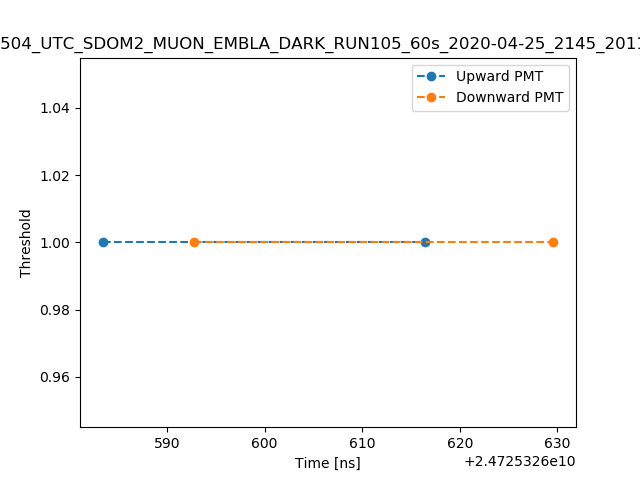 504_UTC_SDOM2_MUON_EMBLA_DARK_RUN105_60s_2020-04-25_2145_2011
Upward PMT
Downward PMT
1.04
1.02
1.00
0.98
0.96
Threshold
590 600 610 620 630
Time [ns]
+2.4725326e10